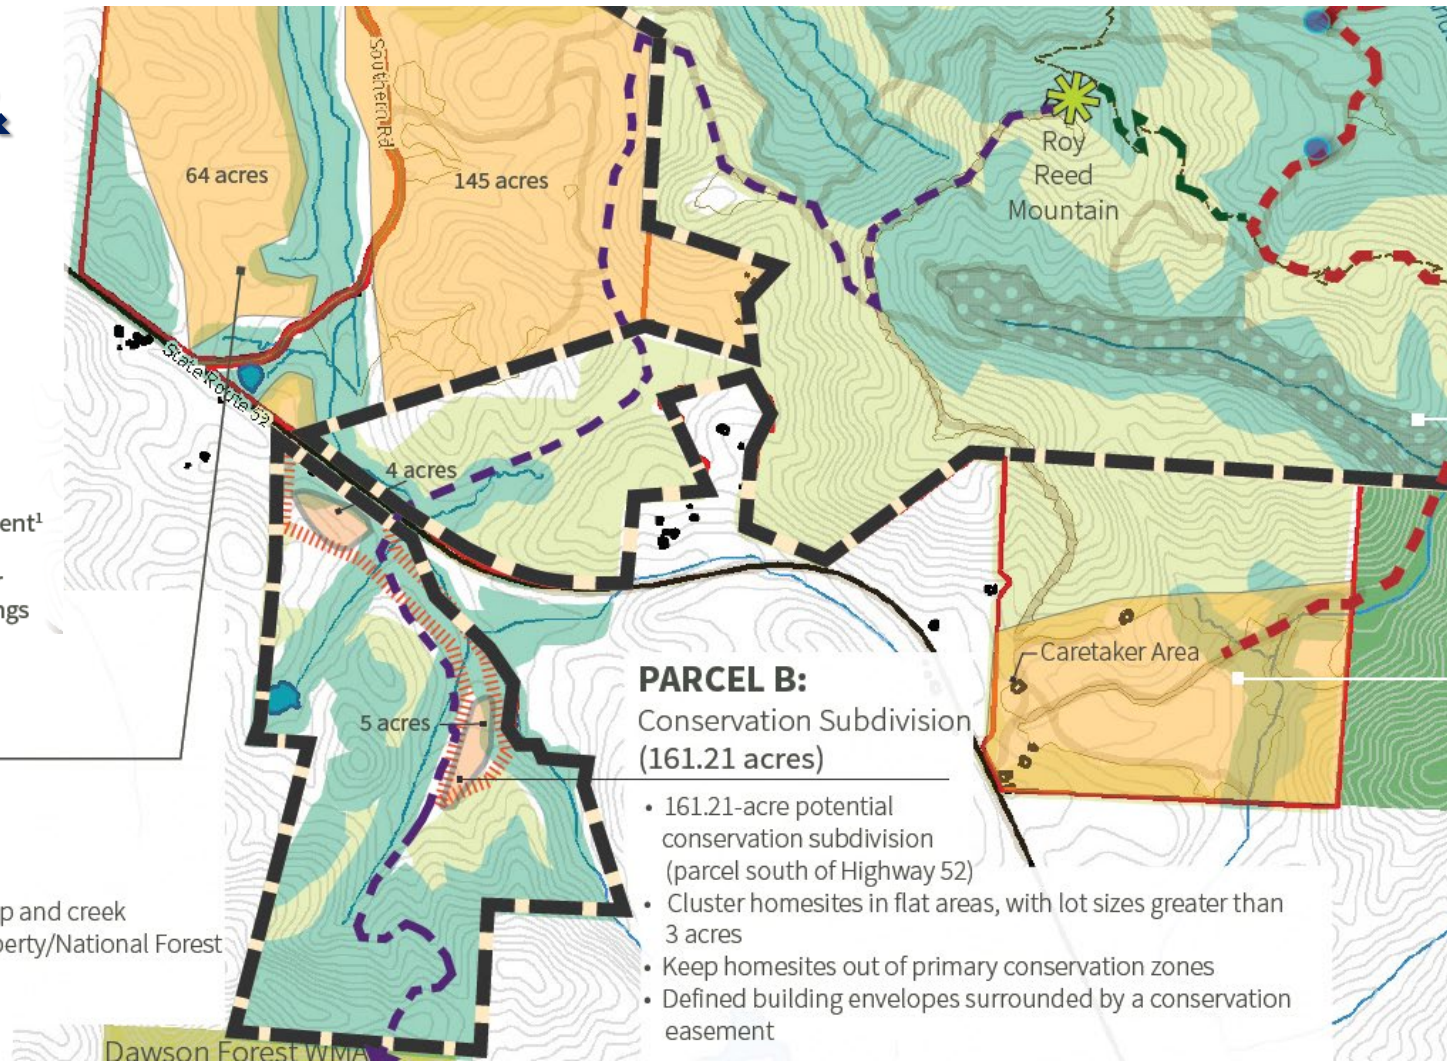 Southern Rd
64 acres
145 acres
Roy
Reed
Mountain
State Route 52
4 acres
ent¹
ngs
Caretaker Area
PARCEL B:
Conservation Subdivision
(161.21 acres)
5 acres
• 161.21-acre potential
conservation subdivision
(parcel south of Highway 52)
• Cluster homesites in flat areas, with lot sizes greater than
3 acres
• Keep homesites out of primary conservation zones
• Defined building envelopes surrounded by a conservation
easement
p and creek
perty/National Forest
Dawson Forest WMA